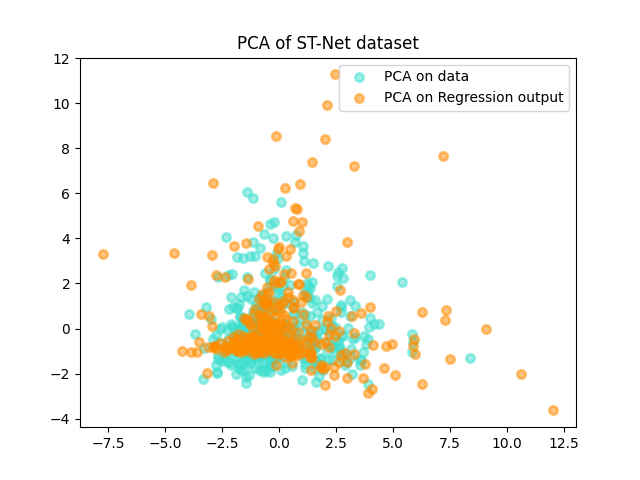 PCA of ST-Net dataset
PCA on data
PCA on Regression output
12
10
8
6
4
2
0
−2
−4
−7.5 −5.0 −2.5 0.0 2.5 5.0 7.5 10.0 12.5